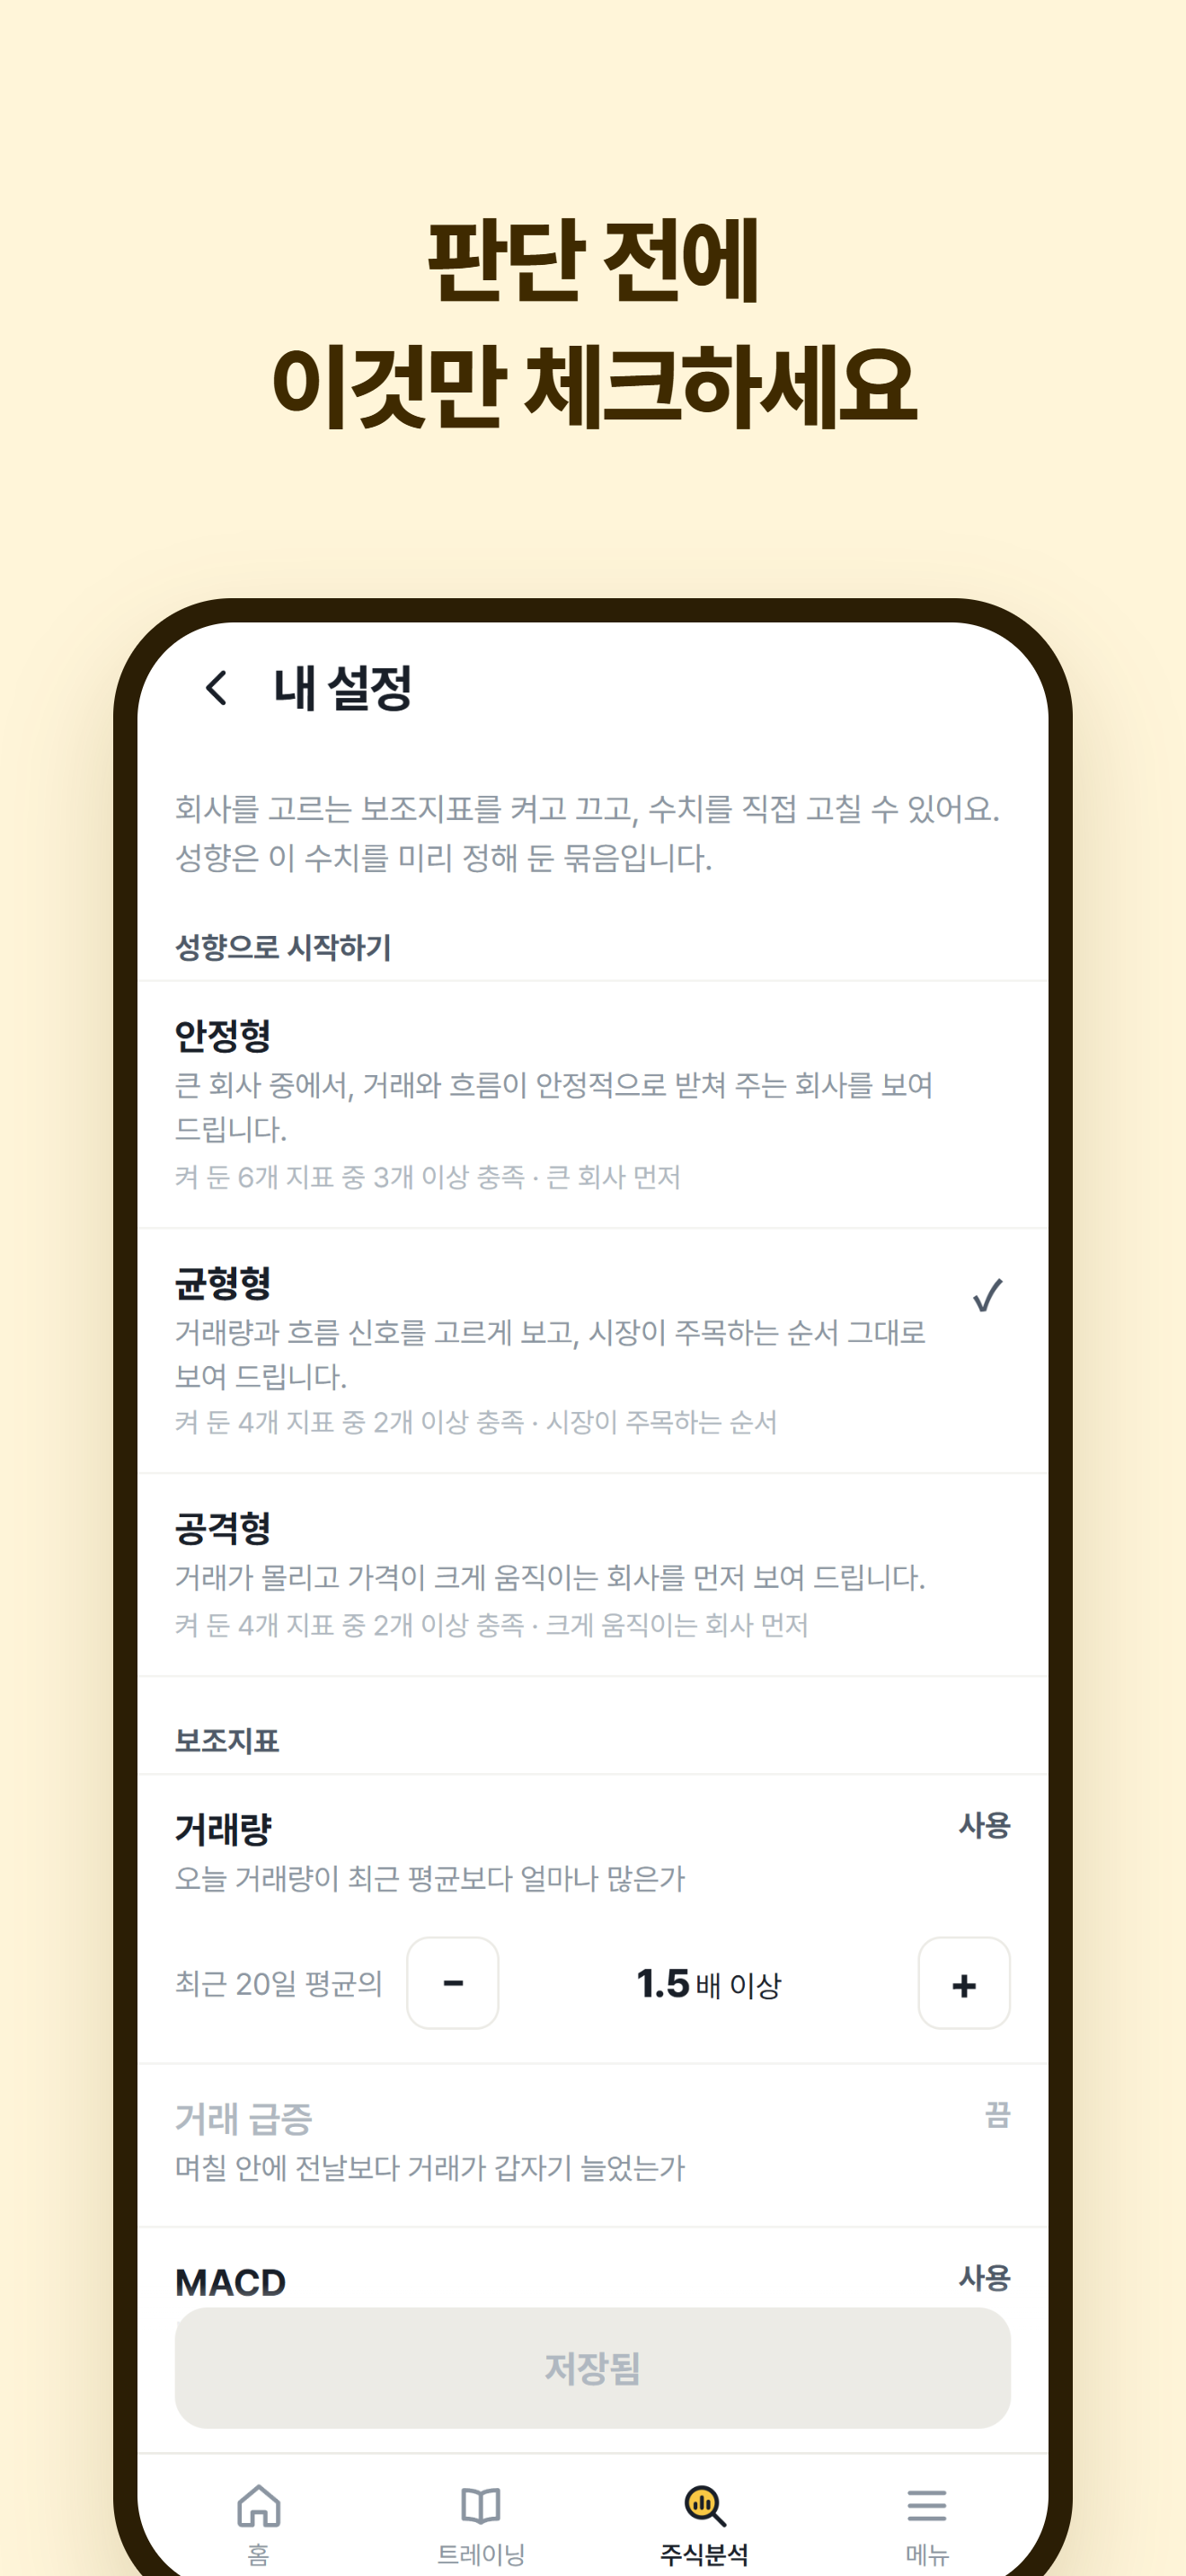 판단 전에
이것만 체크하세요
내 설정
회사를 고르는 보조지표를 켜고 끄고, 수치를 직접 고칠 수 있어요.
성향은 이 수치를 미리 정해 둔 묶음입니다.
성향으로 시작하기
안정형
큰 회사 중에서, 거래와 흐름이 안정적으로 받쳐 주는 회사를 보여
드립니다.
켜 둔 6개 지표 중 3개 이상 충족 · 큰 회사 먼저
균형형
거래량과 흐름 신호를 고르게 보고, 시장이 주목하는 순서 그대로
보여 드립니다.
켜 둔 4개 지표 중 2개 이상 충족 · 시장이 주목하는 순서
공격형
거래가 몰리고 가격이 크게 움직이는 회사를 먼저 보여 드립니다.
켜 둔 4개 지표 중 2개 이상 충족 · 크게 움직이는 회사 먼저
보조지표
거래량 사용
오늘 거래량이 최근 평균보다 얼마나 많은가
최근 20일 평균의 − 1.5 배 이상 +
거래 급증 끔
며칠 안에 전날보다 거래가 갑자기 늘었는가
MACD 사용
저장됨
홈 트레이닝 주식분석 메뉴